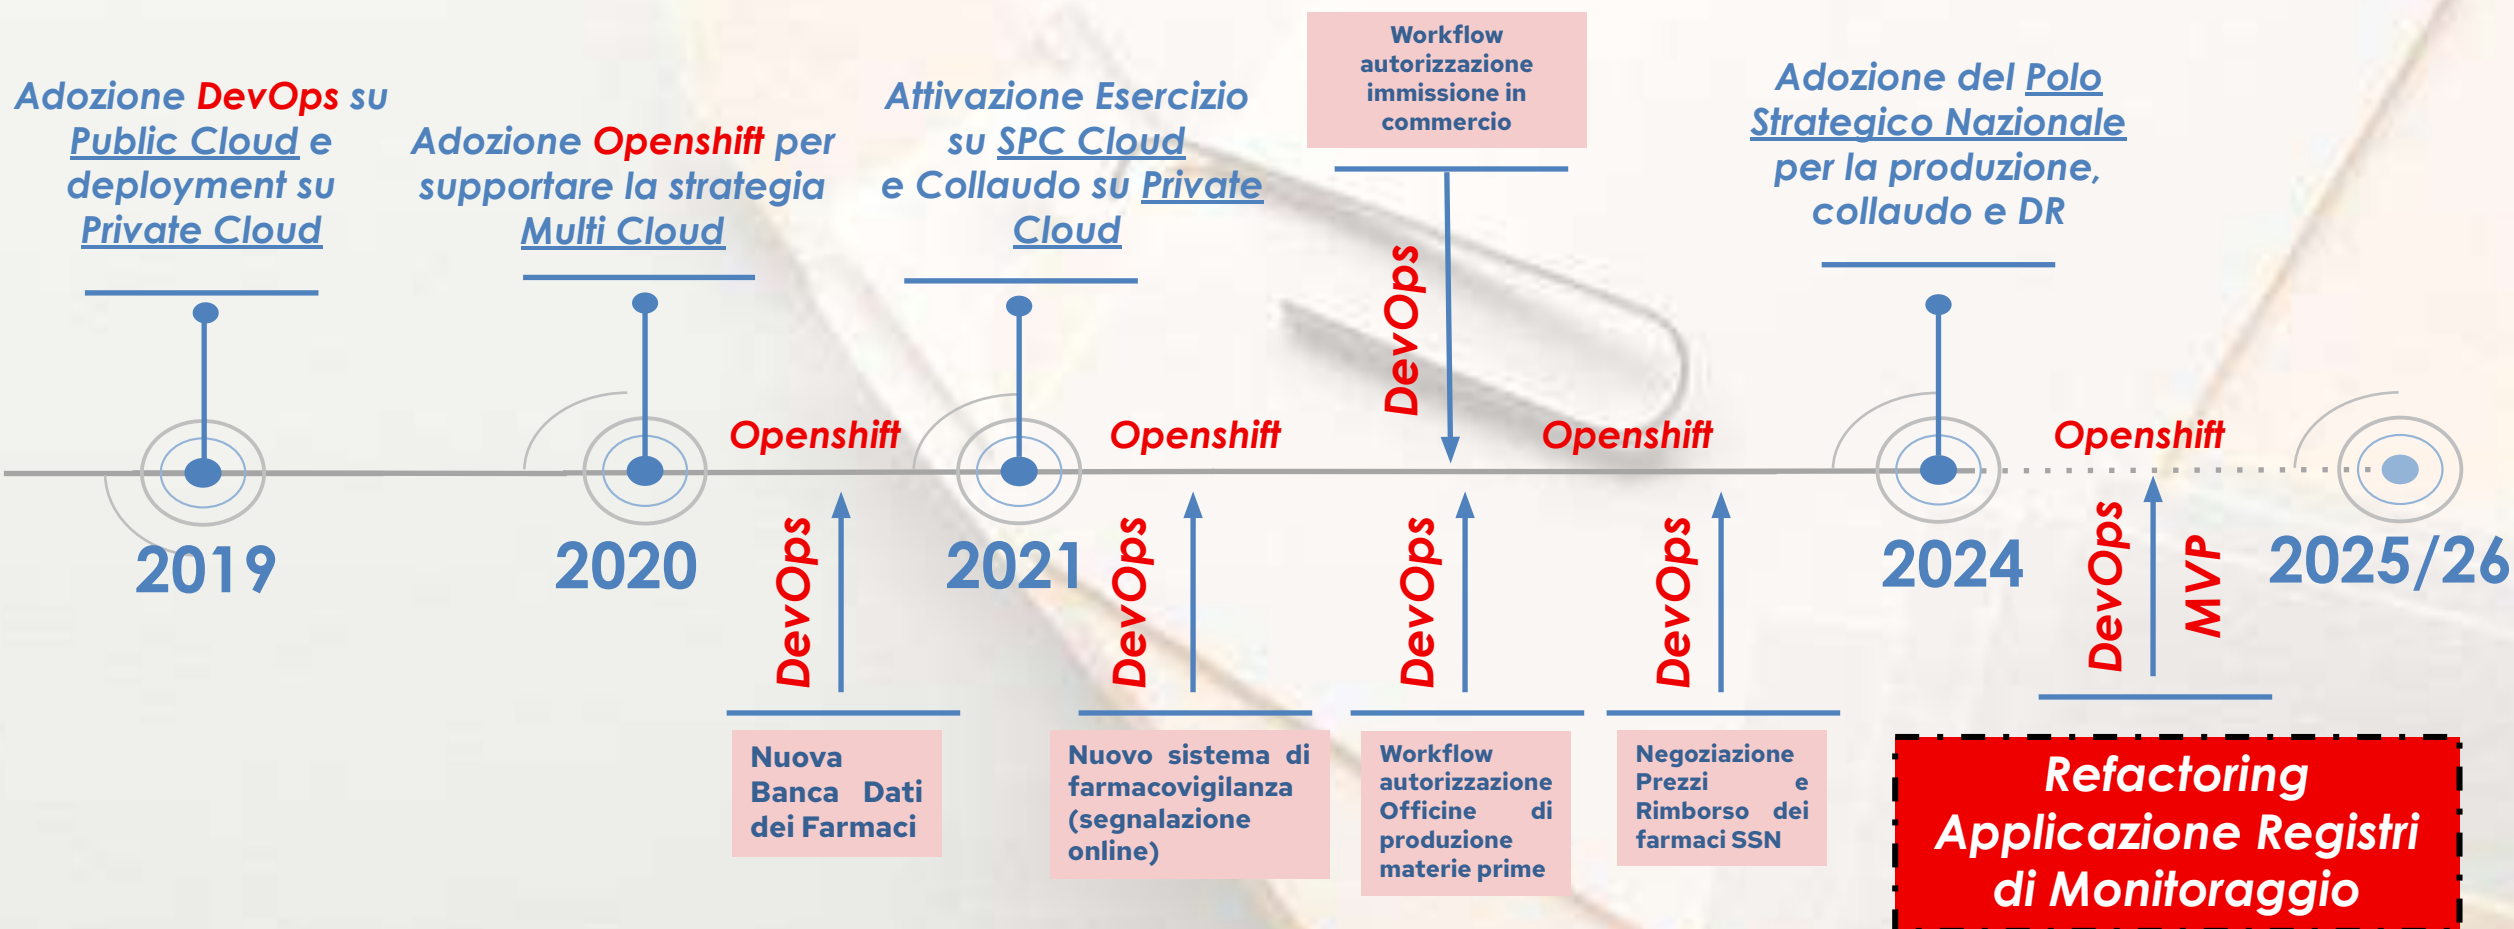 Adozione DevOps su
Public Cloud e
deployment su
Private Cloud
Adozione Openshift per
supportare la strategia
Multi Cloud
Attivazione Esercizio
su SPC Cloud
e Collaudo su Private
Cloud
Workflow
autorizzazione
immissione in
commercio
Adozione del Polo
Strategico Nazionale
per la produzione,
collaudo e DR
DevOps
Openshift
Openshift
Openshift
Openshift
2019
2020
2021
2024
2025/26
DevOps
DevOps
DevOps
DevOps
DevOps
MVP
Nuova
Banca Dati
dei Farmaci
Nuovo sistema di
farmacovigilanza
(segnalazione
online)
Workflow
autorizzazione
Officine di
produzione
materie prime
Negoziazione
Prezzi e
Rimborso dei
farmaci SSN
Refactoring
Applicazione Registri
di Monitoraggio